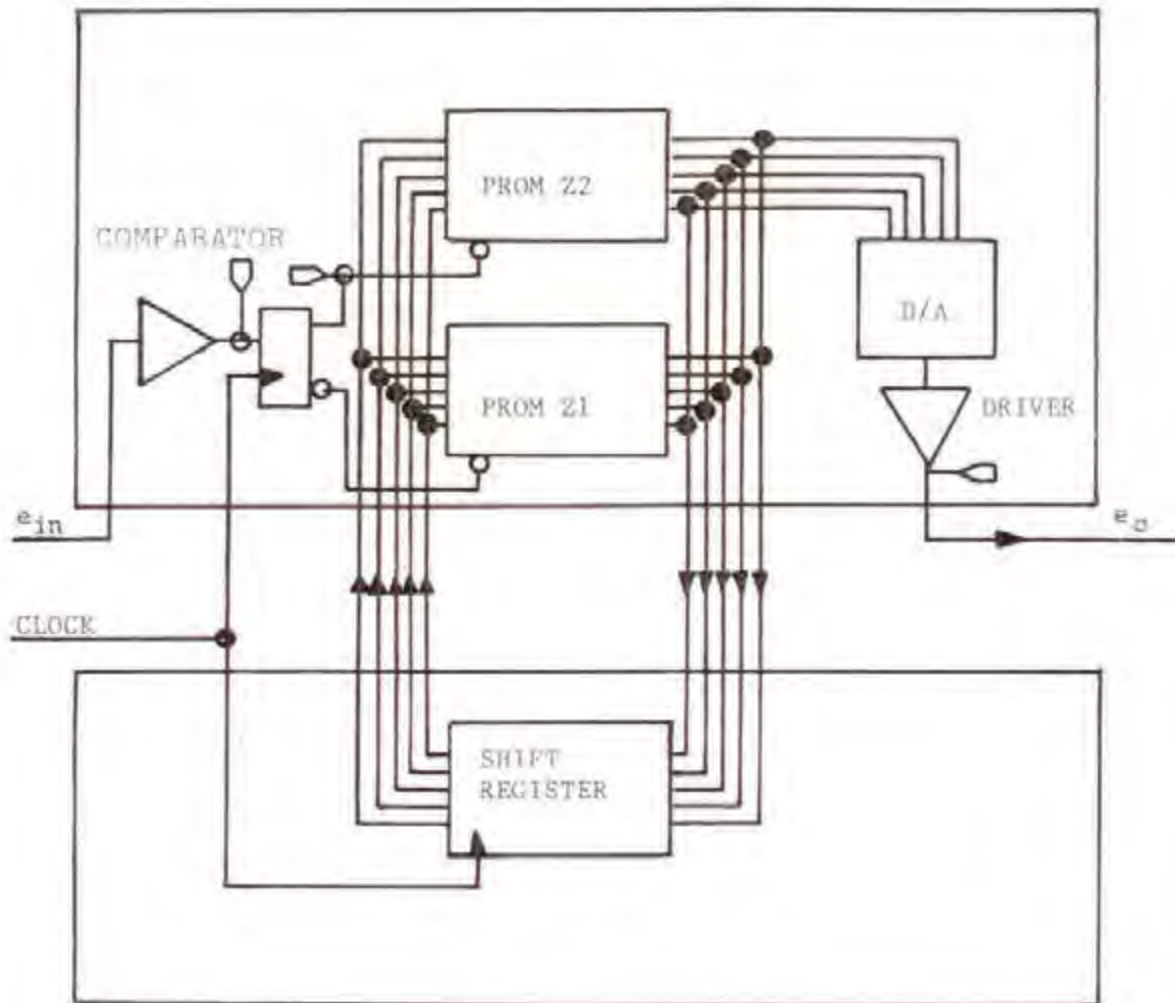 PROM Z2
COMPARATOR
D/A
PROM Z1
DRIVER
e_in
e_o
CLOCK
SHIFT
REGISTER